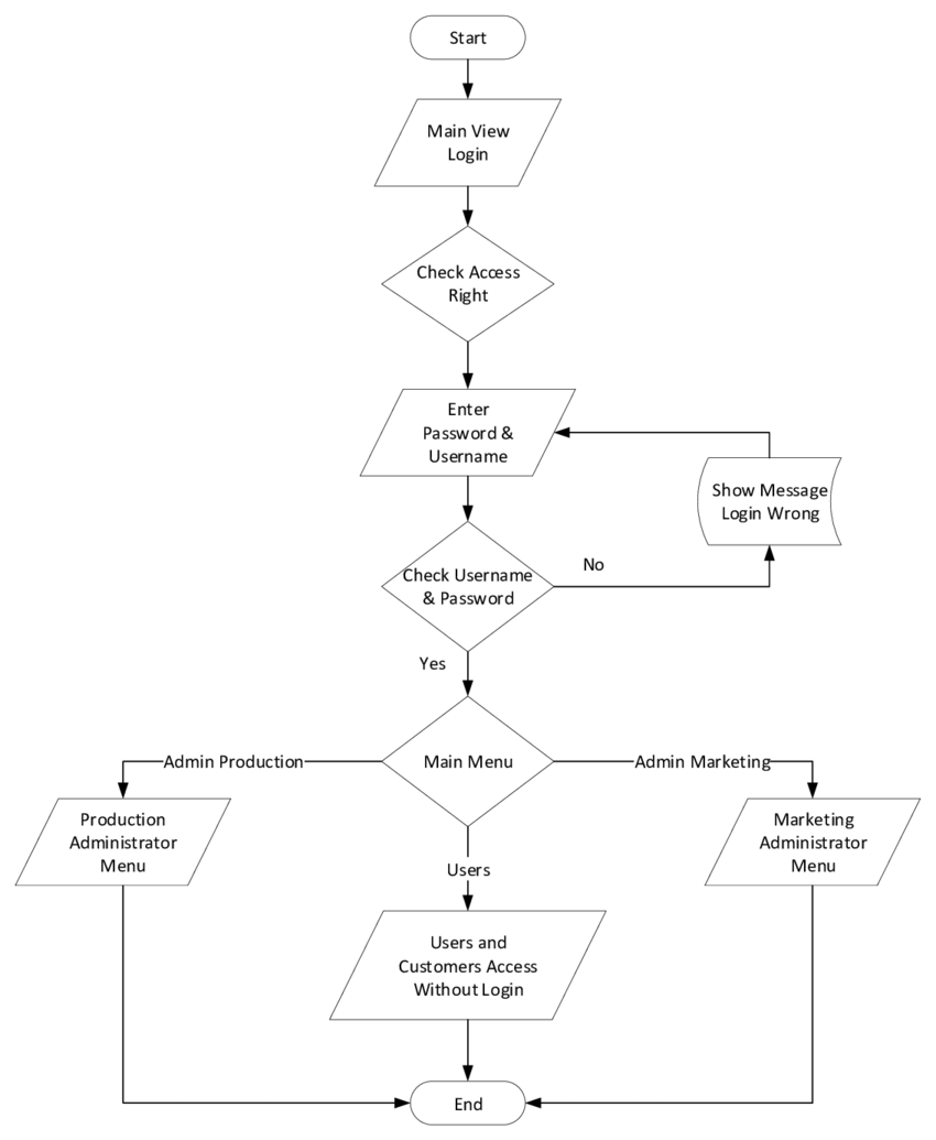 Start
Main View
Login
Check Access
Right
Enter
Password &
Username
Show Message
Login Wrong
No
Check Username
& Password
Yes
Admin Production
Main Menu
Admin Marketing
Production
Administrator
Menu
Marketing
Administrator
Menu
Users
Users and
Customers Access
Without Login
End